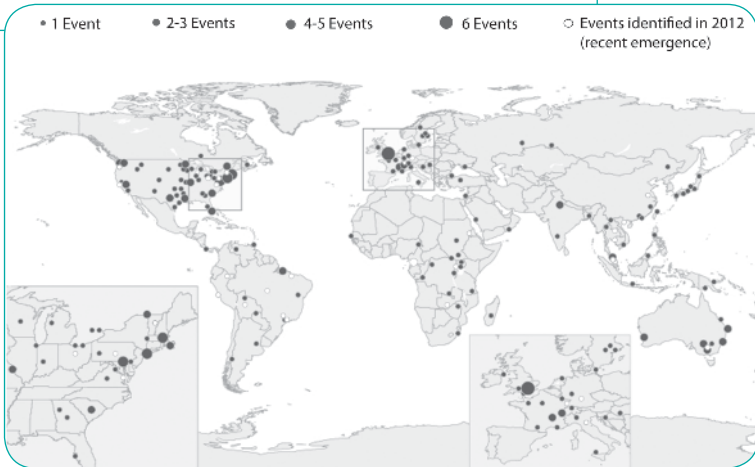 1 Event
2-3 Events
4-5 Events
6 Events
Events identified in 2012
(recent emergence)